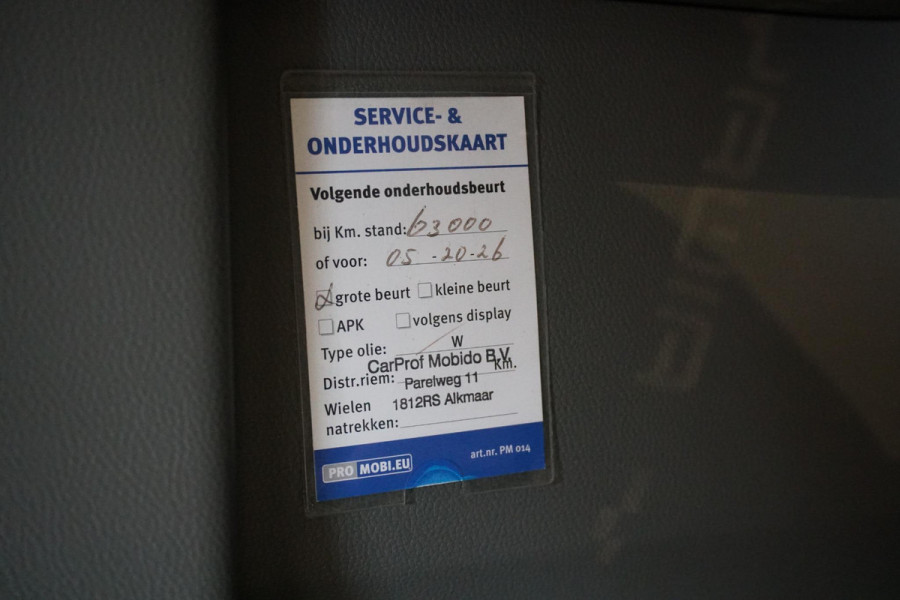 SERVICE- &
ONDERHOUDSKAART
Volgende onderhoudsbeurt
bij Km. stand: 63000
of voor: 05-20-26
grote beurt kleine beurt
APK volgens display
Type olie: W
CarProf Mobido B.V.
Km.
Distr.riem: Parelweg 11
Wielen 1812RS Alkmaar
natrekken:
PRO MOBI.EU art.nr. PM 014